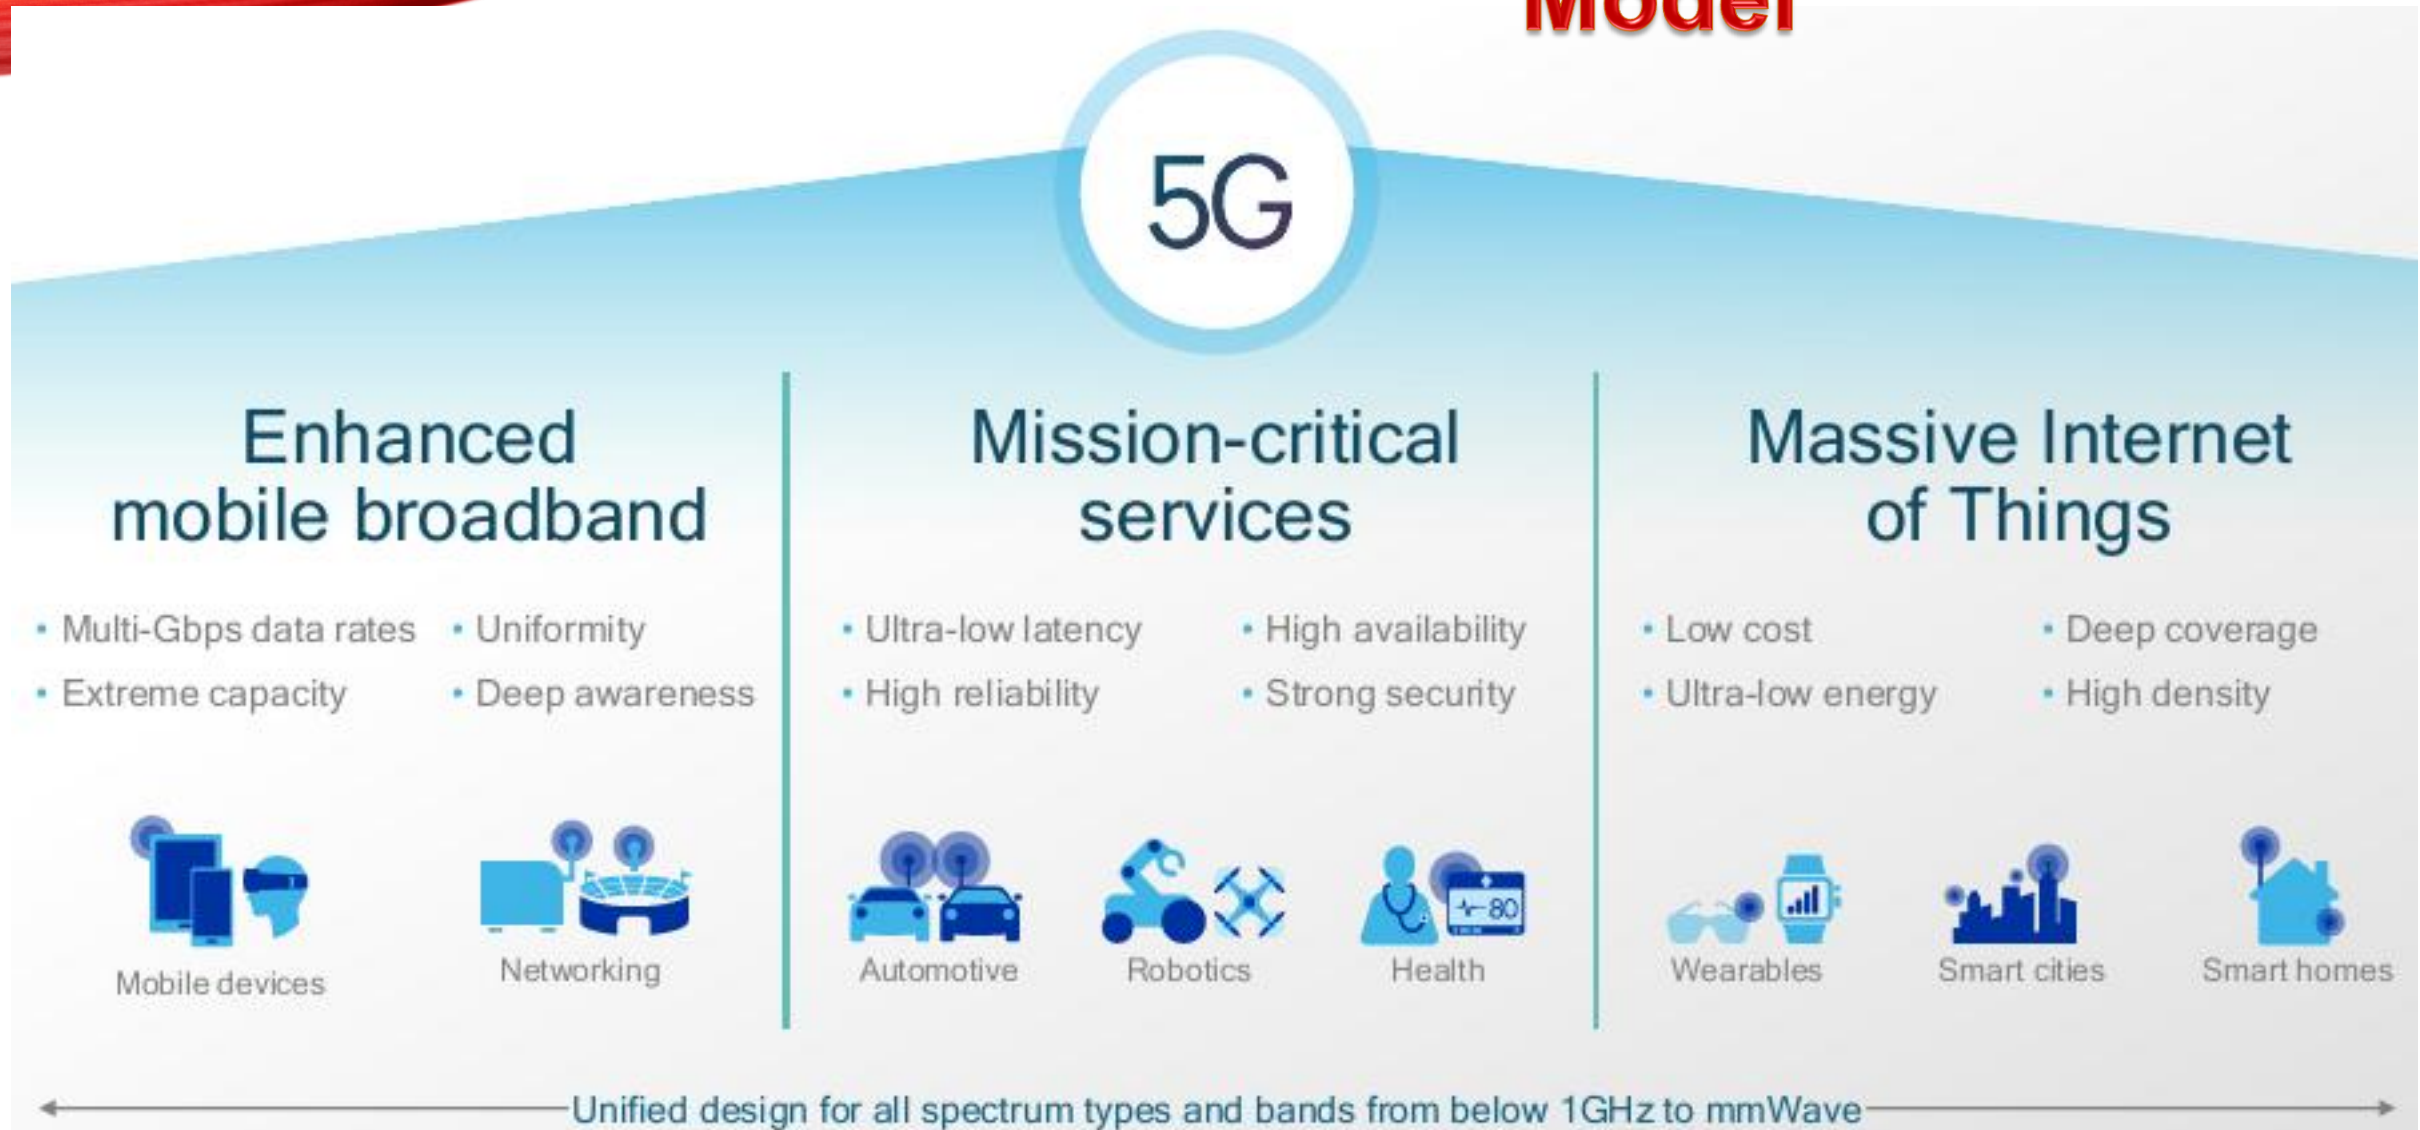 Model
5G
Enhanced
mobile broadband
• Multi-Gbps data rates • Uniformity
• Extreme capacity • Deep awareness
Mobile devices
Networking
Mission-critical
services
• Ultra-low latency • High availability
• High reliability • Strong security
80
Automotive
Robotics
Health
Massive Internet
of Things
• Low cost • Deep coverage
• Ultra-low energy • High density
Wearables
Smart cities
Smart homes
Unified design for all spectrum types and bands from below 1GHz to mmWave